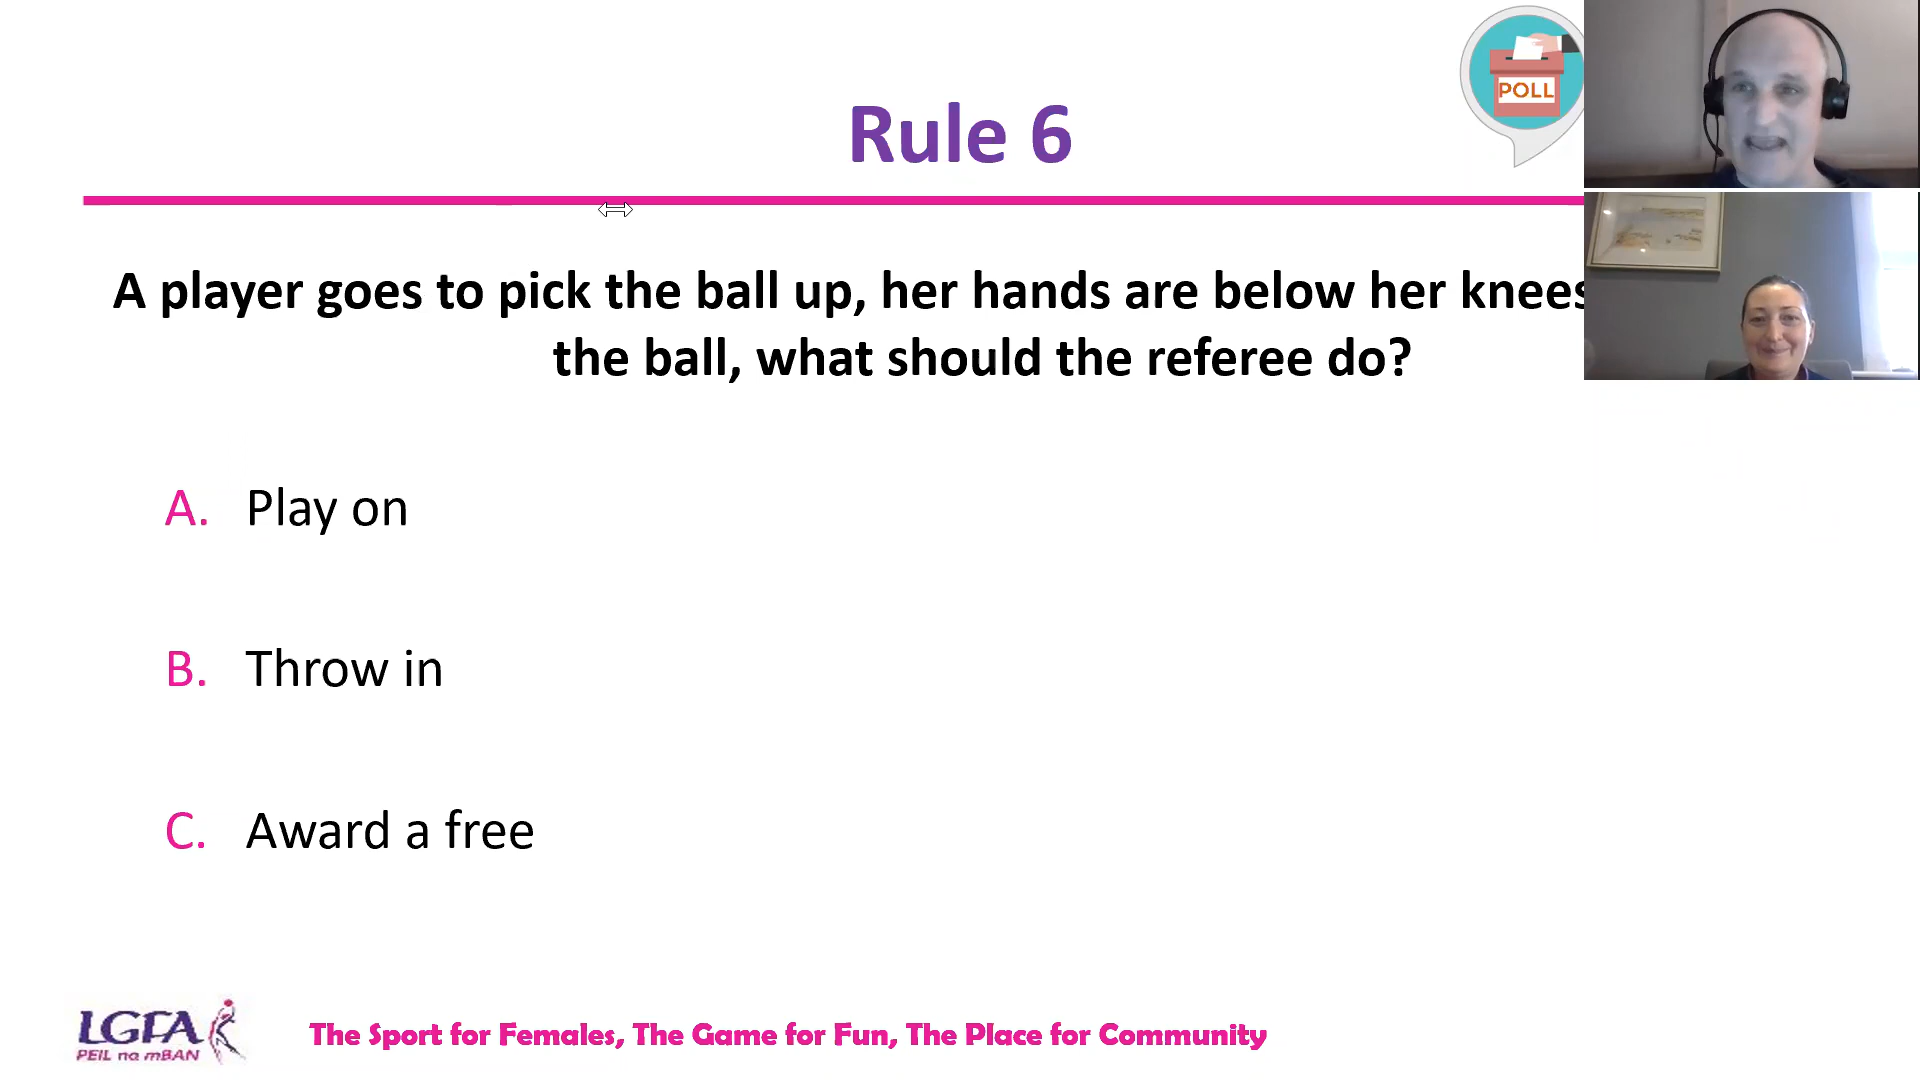 POLL
Rule 6
A player goes to pick the ball up, her hands are below her knees
the ball, what should the referee do?
A. Play on
B. Throw in
C. Award a free
LGFA
PEIL na mBAN
The Sport for Females, The Game for Fun, The Place for Community